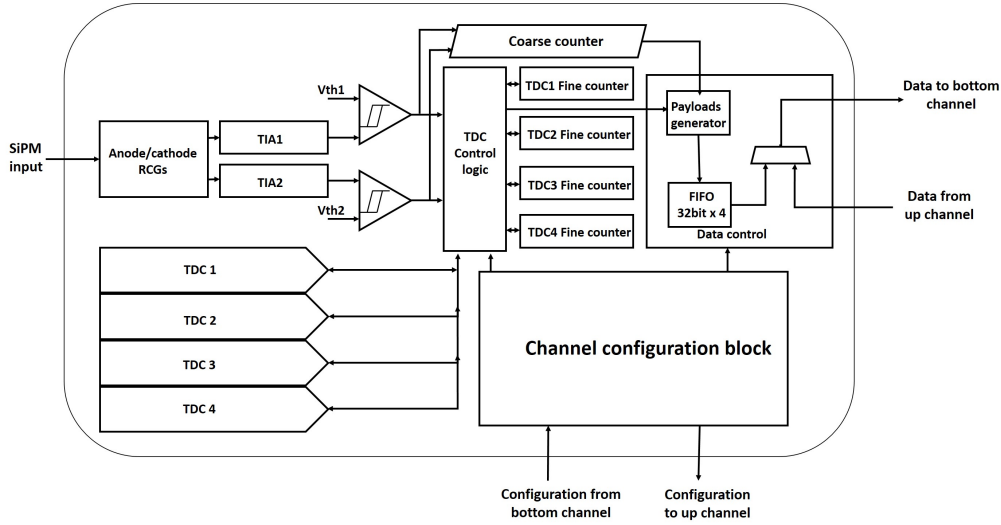 Coarse counter
Vth1
TDC1 Fine counter
Payloads
generator
Data to bottom
channel
SiPM
input
Anode/cathode
RCGs
TIA1
TIA2
Vth2
TDC
Control
logic
TDC2 Fine counter
TDC3 Fine counter
TDC4 Fine counter
FIFO
32bit x 4
Data control
Data from
up channel
TDC 1
TDC 2
TDC 3
TDC 4
Channel configuration block
Configuration from
bottom channel
Configuration
to up channel